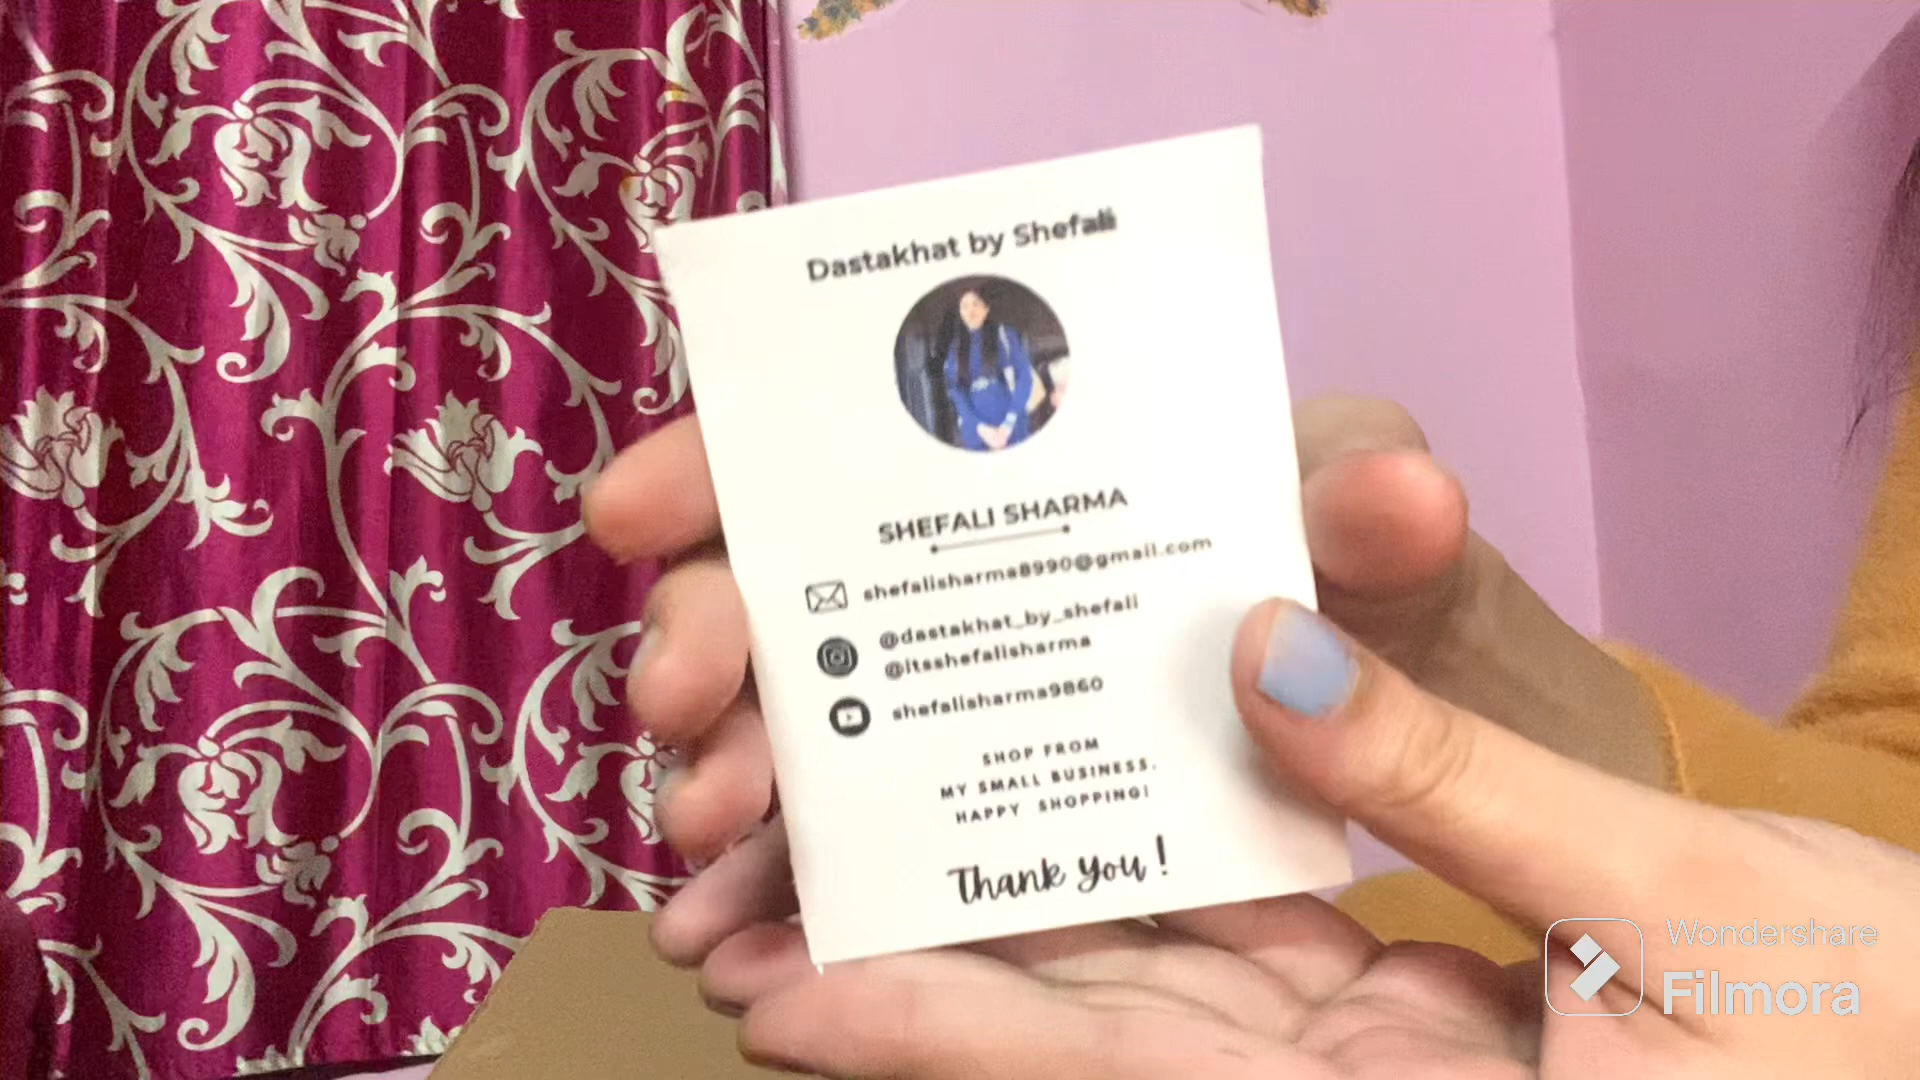 Dastakhat by Shefali
SHEFALI SHARMA
shefalisharma8990@gmail.com
@dastakhat_by_shefali
@itsshefalisharma
shefalisharma9860
SHOP FROM
MY SMALL BUSINESS.
HAPPY SHOPPING!
Thank You!
Wondershare
Filmora